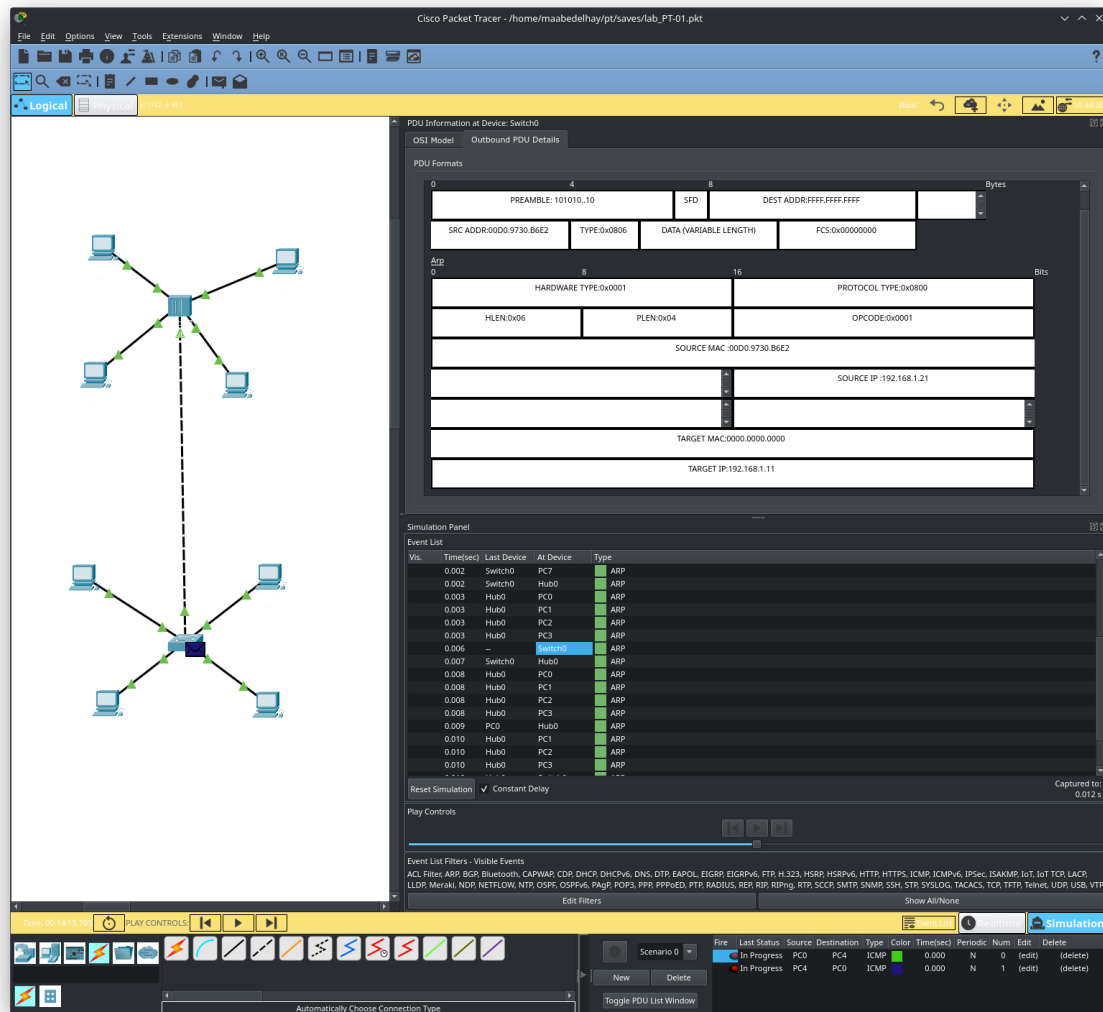 Cisco Packet Tracer - /home/maabedelhay/pt/saves/lab_PT-01.pkt
File Edit Options View Tools Extensions Window Help
?
Logical Physical Root
PDU Information at Device: Switch0
OSI Model Outbound PDU Details
PDU Formats
0 4 8 Bytes
PREAMBLE: 101010..10 SFD DEST ADDR:FFFF.FFFF.FFFF
SRC ADDR:00D0.9730.B6E2 TYPE:0x0806 DATA (VARIABLE LENGTH) FCS:0x00000000
Arp
0 8 16 Bits
HARDWARE TYPE:0x0001 PROTOCOL TYPE:0x0800
HLEN:0x06 PLEN:0x04 OPCODE:0x0001
SOURCE MAC :00D0.9730.B6E2
SOURCE IP :192.168.1.21
TARGET MAC:0000.0000.0000
TARGET IP:192.168.1.11
Simulation Panel
Event List
Vis. Time(sec) Last Device At Device Type
0.002 Switch0 PC7 ARP
0.002 Switch0 Hub0 ARP
0.003 Hub0 PC0 ARP
0.003 Hub0 PC1 ARP
0.003 Hub0 PC2 ARP
0.003 Hub0 PC3 ARP
0.006 -- Switch0 ARP
0.007 Switch0 Hub0 ARP
0.008 Hub0 PC0 ARP
0.008 Hub0 PC1 ARP
0.008 Hub0 PC2 ARP
0.008 Hub0 PC3 ARP
0.009 PC0 Hub0 ARP
0.010 Hub0 PC1 ARP
0.010 Hub0 PC2 ARP
0.010 Hub0 PC3 ARP
Reset Simulation Constant Delay Captured to:
0.012 s
Play Controls
Event List Filters - Visible Events
ACL Filter, ARP, BGP, Bluetooth, CAPWAP, CDP, DHCP, DHCPv6, DNS, DTP, EAPOL, EIGRP, EIGRPv6, FTP, H.323, HSRP, HSRPv6, HTTP, HTTPS, ICMP, ICMPv6, IPSec, ISAKMP, IoT, IoT TCP, LACP,
LLDP, Meraki, NDP, NETFLOW, NTP, OSPF, OSPFv6, PAgP, POP3, PPP, PPPoED, PTP, RADIUS, REP, RIP, RIPng, RTP, SCCP, SMTP, SNMP, SSH, STP, SYSLOG, TACACS, TCP, TFTP, Telnet, UDP, USB, VTP
Edit Filters Show All/None
Time: 00:14:15.705 PLAY CONTROLS: Event List Realtime Simulation
Scenario 0
New Delete
Toggle PDU List Window
Fire Last Status Source Destination Type Color Time(sec) Periodic Num Edit Delete
In Progress PC0 PC4 ICMP 0.000 N 0 (edit) (delete)
In Progress PC4 PC0 ICMP 0.000 N 1 (edit) (delete)
Automatically Choose Connection Type